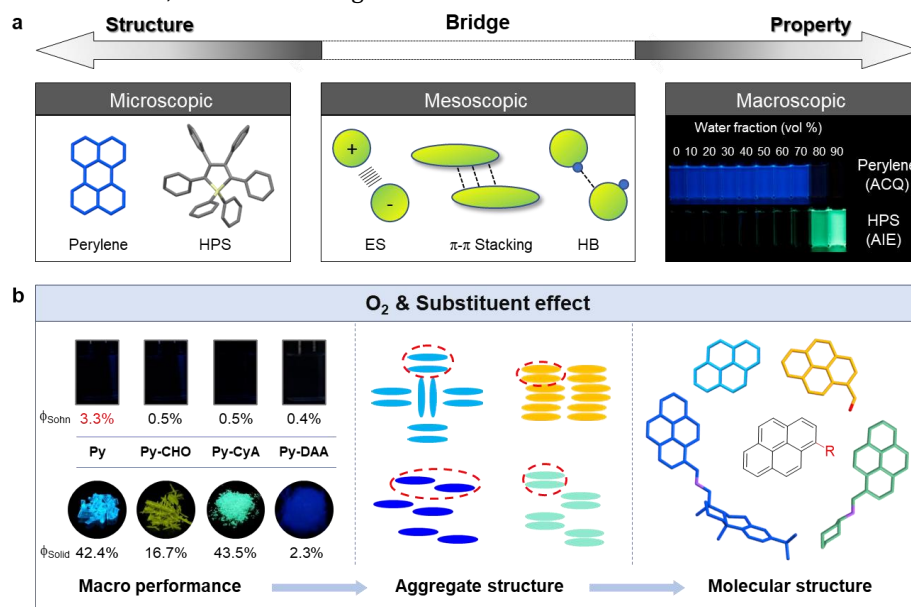 a
Structure Bridge Property
Microscopic Mesoscopic Macroscopic
Water fraction (vol %)
0 10 20 30 40 50 60 70 80 90
Perylene
(ACQ)
HPS
(AIE)
+
-
Perylene HPS ES π-π Stacking HB
b
O₂ & Substituent effect
ϕSohn 3.3% 0.5% 0.5% 0.4%
Py Py-CHO Py-CyA Py-DAA
ϕSolid 42.4% 16.7% 43.5% 2.3%
R
Macro performance Aggregate structure Molecular structure